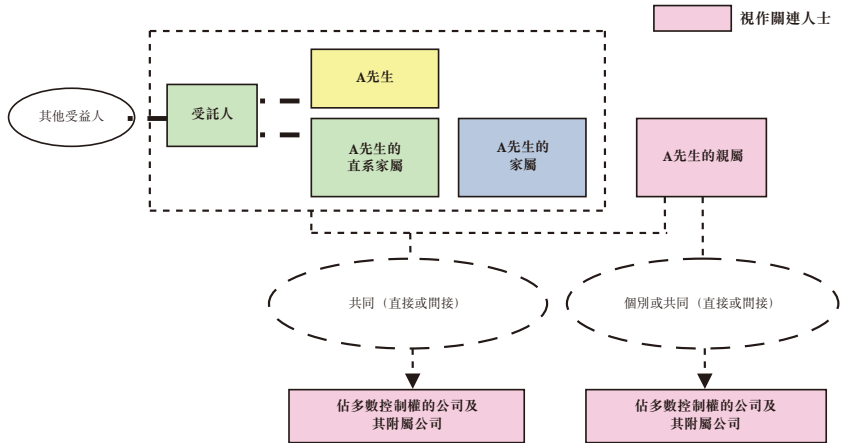 視作關連人士
A先生
其他受益人
受託人
A先生的
直系家屬
A先生的
家屬
A先生的親屬
共同（直接或間接）
個別或共同（直接或間接）
佔多數控制權的公司及
其附屬公司
佔多數控制權的公司及
其附屬公司